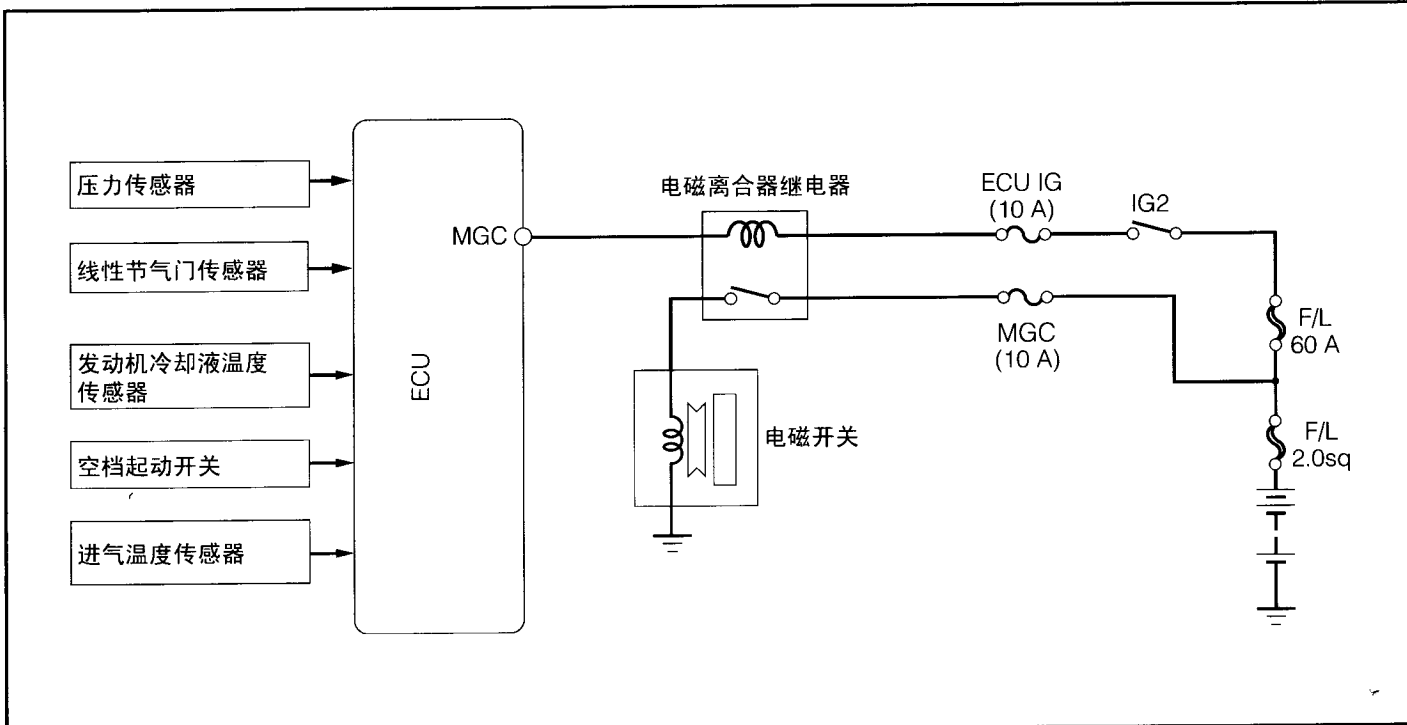 压力传感器
线性节气门传感器
发动机冷却液温度
传感器
空档起动开关
进气温度传感器
ECU
MGC
电磁离合器继电器
ECU IG
(10 A)
IG2
MGC
(10 A)
F/L
60 A
电磁开关
F/L
2.0sq